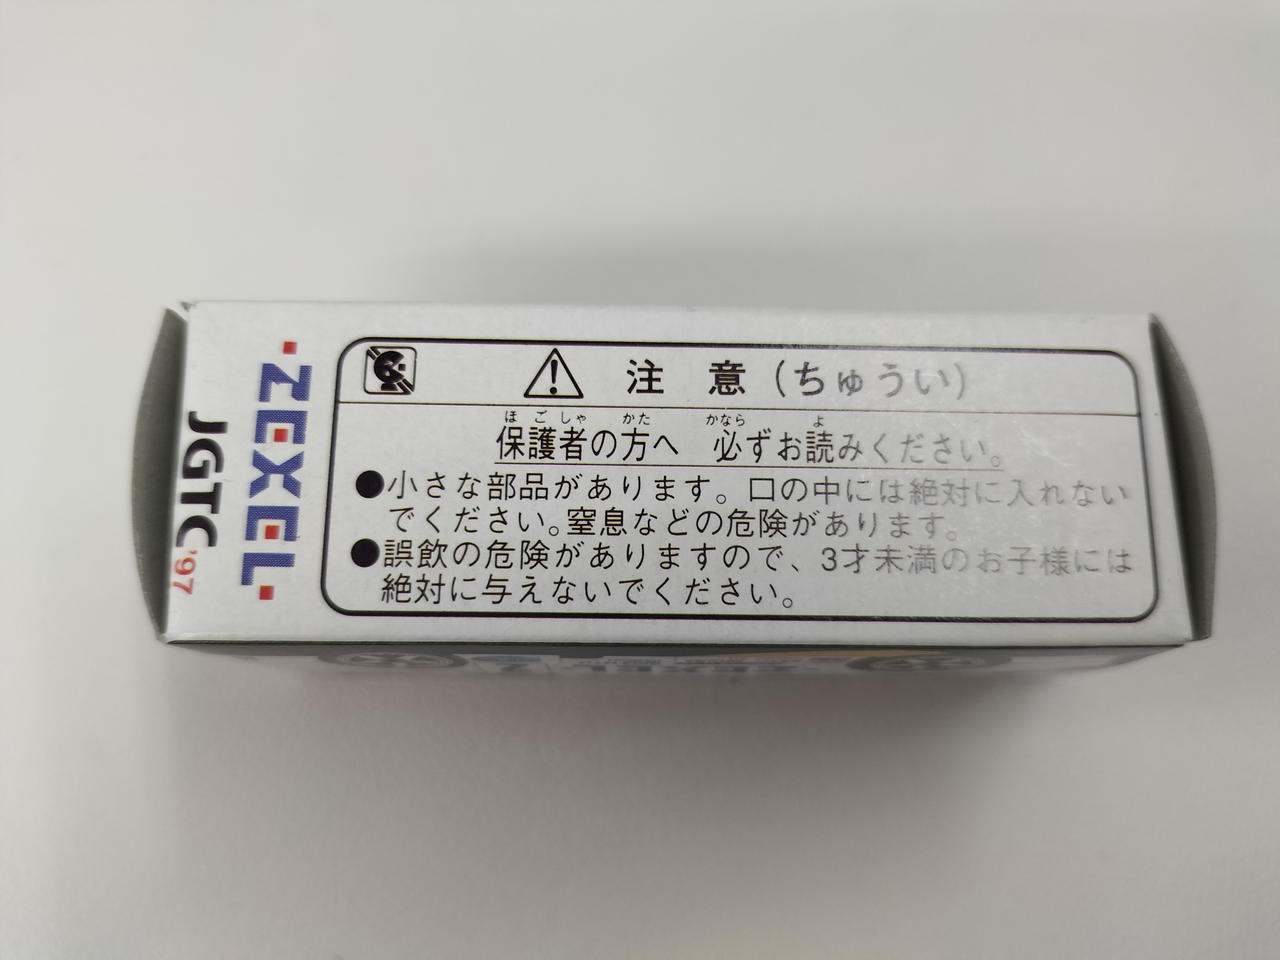 ZEXEL
JGTC '97
注 意 (ちゅうい)
ほごしゃ かた かなら よ
保護者の方へ 必ずお読みください。
●小さな部品があります。口の中には絶対に入れない
でください。窒息などの危険があります。
●誤飲の危険がありますので、3才未満のお子様には
絶対に与えないでください。
ZEXEL